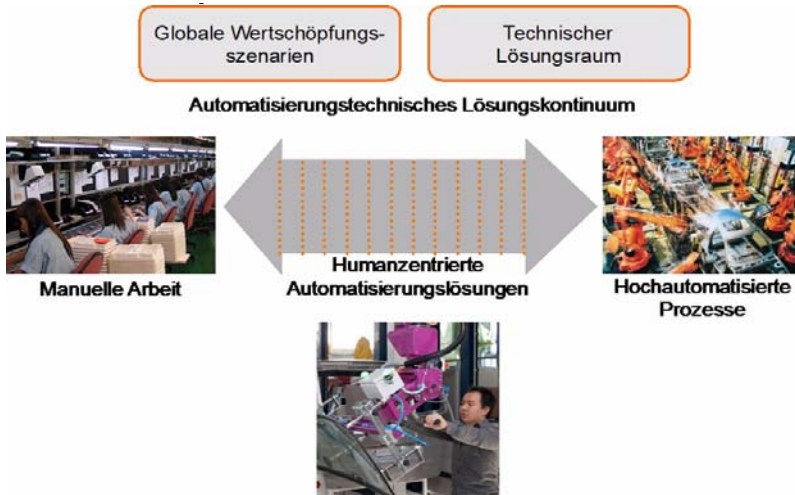 Globale Wertschöpfungs-
szenarien
Technischer
Lösungsraum
Automatisierungstechnisches Lösungskontinuum
Manuelle Arbeit
Humanzentrierte
Automatisierungslösungen
Hochautomatisierte
Prozesse